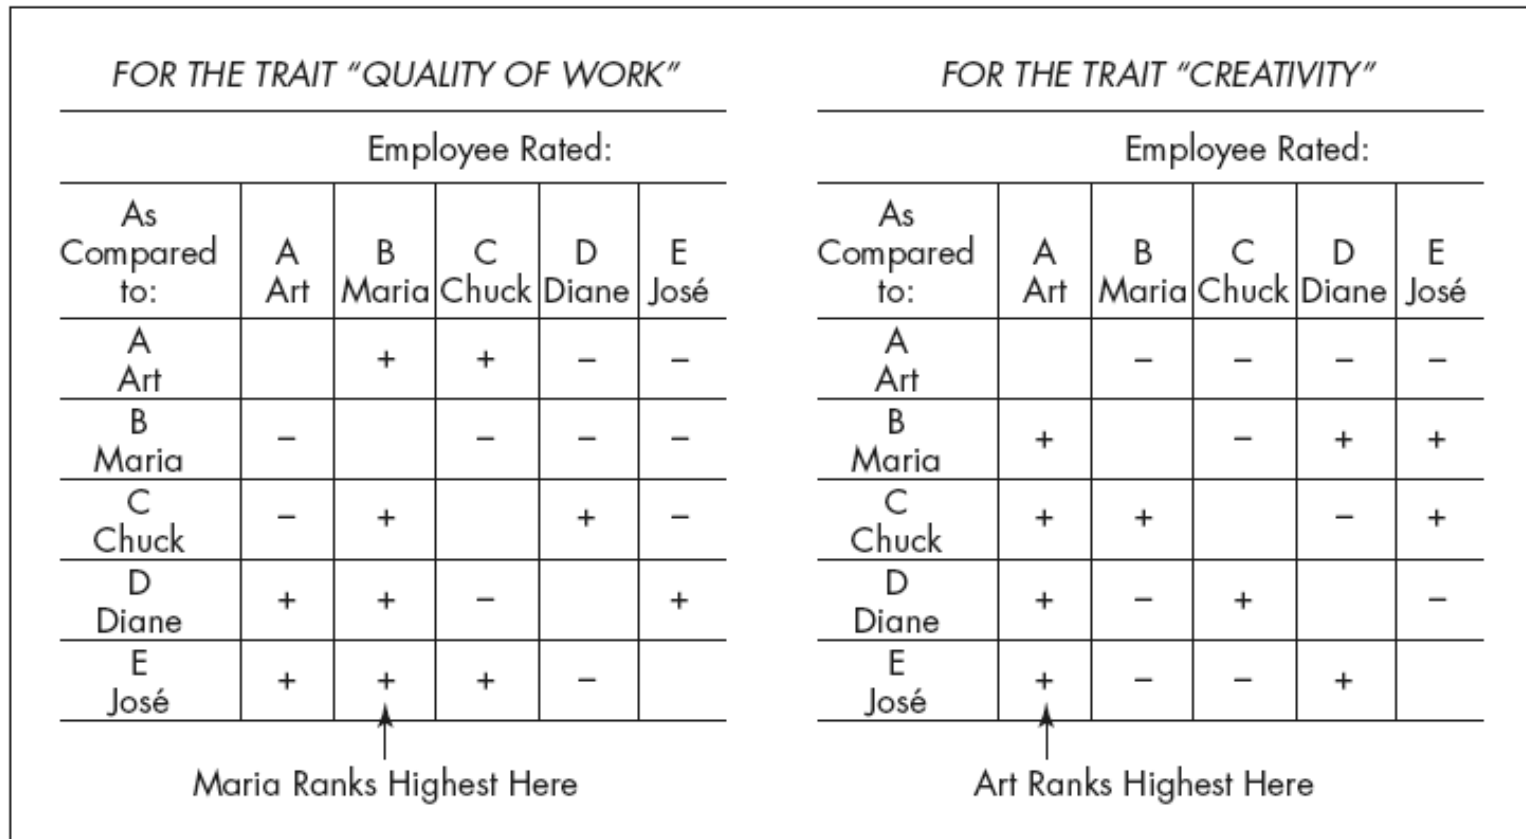 FOR THE TRAIT “QUALITY OF WORK”
Employee Rated:
As
Compared
to:
A
Art
B
Maria
C
Chuck
D
Diane
E
José
A
Art
+ + – –
B
Maria
– – – –
C
Chuck
– + + –
D
Diane
+ + – +
E
José
+ + + –
Maria Ranks Highest Here
FOR THE TRAIT “CREATIVITY”
Employee Rated:
As
Compared
to:
A
Art
B
Maria
C
Chuck
D
Diane
E
José
A
Art
– – – –
B
Maria
+ – + +
C
Chuck
+ + – +
D
Diane
+ – + –
E
José
+ – – +
Art Ranks Highest Here